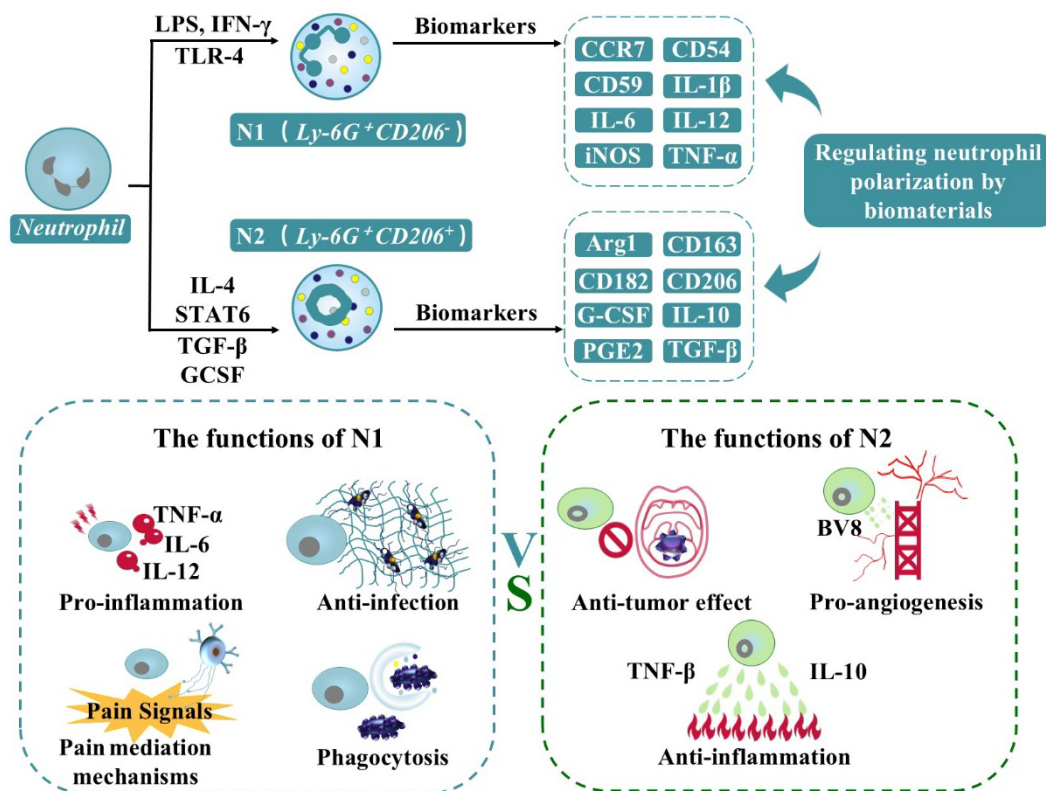 LPS, IFN-γ
TLR-4
Biomarkers
N1 ( Ly-6G⁺CD206⁻)
CCR7
CD54
CD59
IL-1β
IL-6
IL-12
iNOS
TNF-α
Neutrophil
Regulating neutrophil
polarization by
biomaterials
N2 ( Ly-6G⁺CD206⁺)
IL-4
STAT6
TGF-β
GCSF
Biomarkers
Arg1
CD163
CD182
CD206
G-CSF
IL-10
PGE2
TGF-β
The functions of N1
TNF-α
IL-6
IL-12
Pro-inflammation
Anti-infection
Pain Signals
Pain mediation
mechanisms
Phagocytosis
V
S
The functions of N2
Anti-tumor effect
BV8
Pro-angiogenesis
TNF-β
IL-10
Anti-inflammation